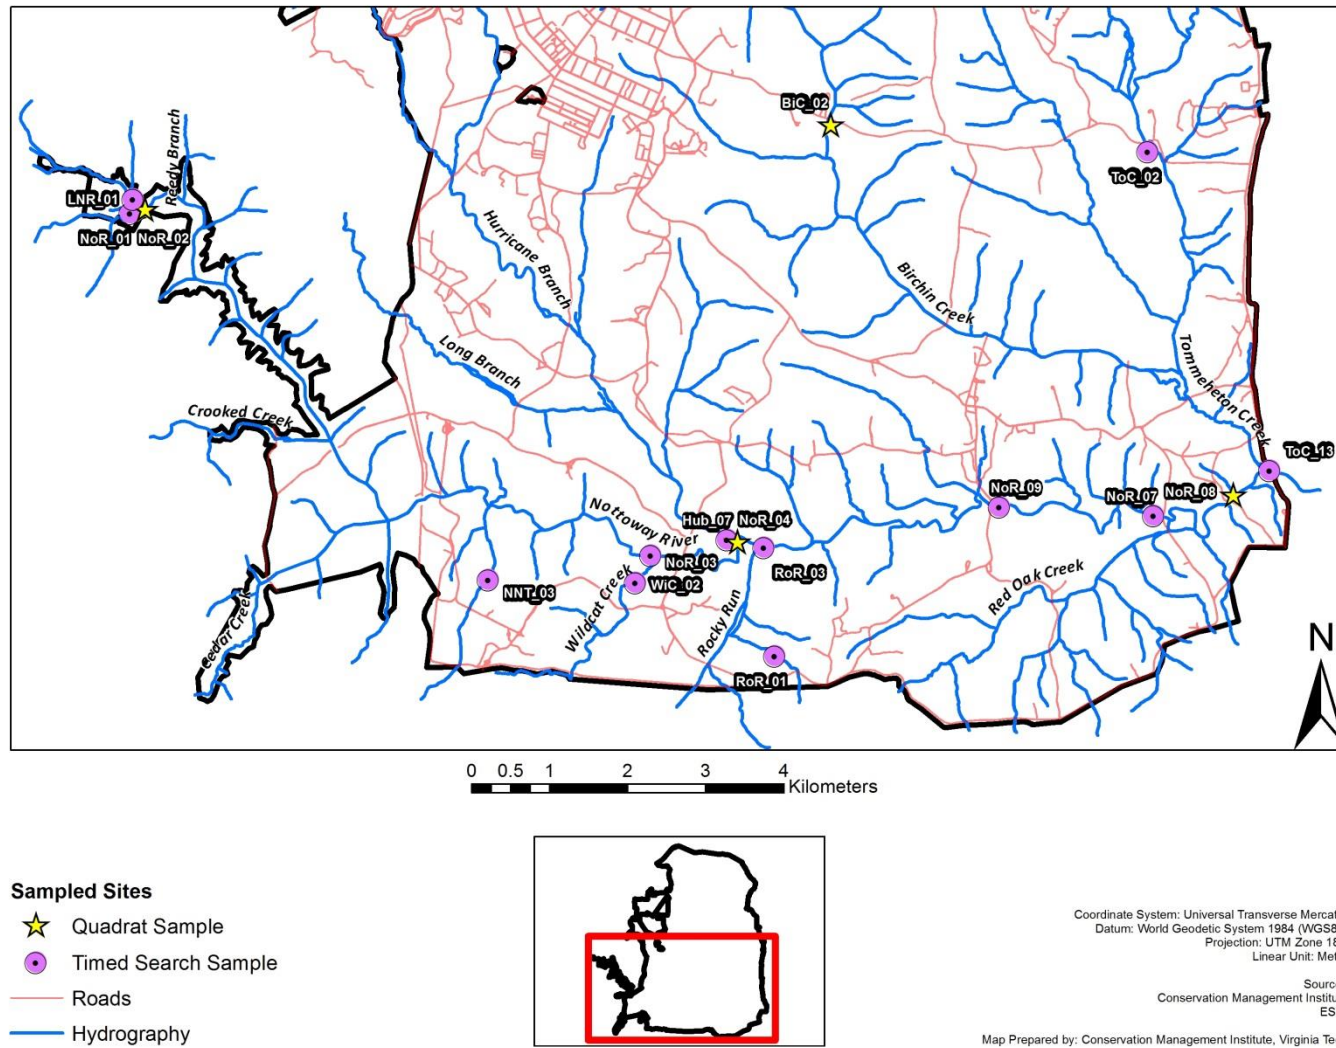 BiC_02
ToC_02
Reedy Branch
LNR_01
NoR_01 NoR_02
Hurricane Branch
Birchin Creek
Long Branch
Tommeheton Creek
Crooked Creek
ToC_13
NoR_09
NoR_07
NoR_08
Nottoway River
Hub_07
NoR_04
NoR_03
RoR_03
NNT_03
Wildcat Creek
WiC_02
Rocky Run
Red Oak Creek
Cedar Creek
RoR_01
N
0 0.5 1 2 3 4
Kilometers
Sampled Sites
Quadrat Sample
Timed Search Sample
Roads
Hydrography
Coordinate System: Universal Transverse Mercat
Datum: World Geodetic System 1984 (WGS8
Projection: UTM Zone 18
Linear Unit: Met
Sourc
Conservation Management Institu
ES
Map Prepared by: Conservation Management Institute, Virginia Te